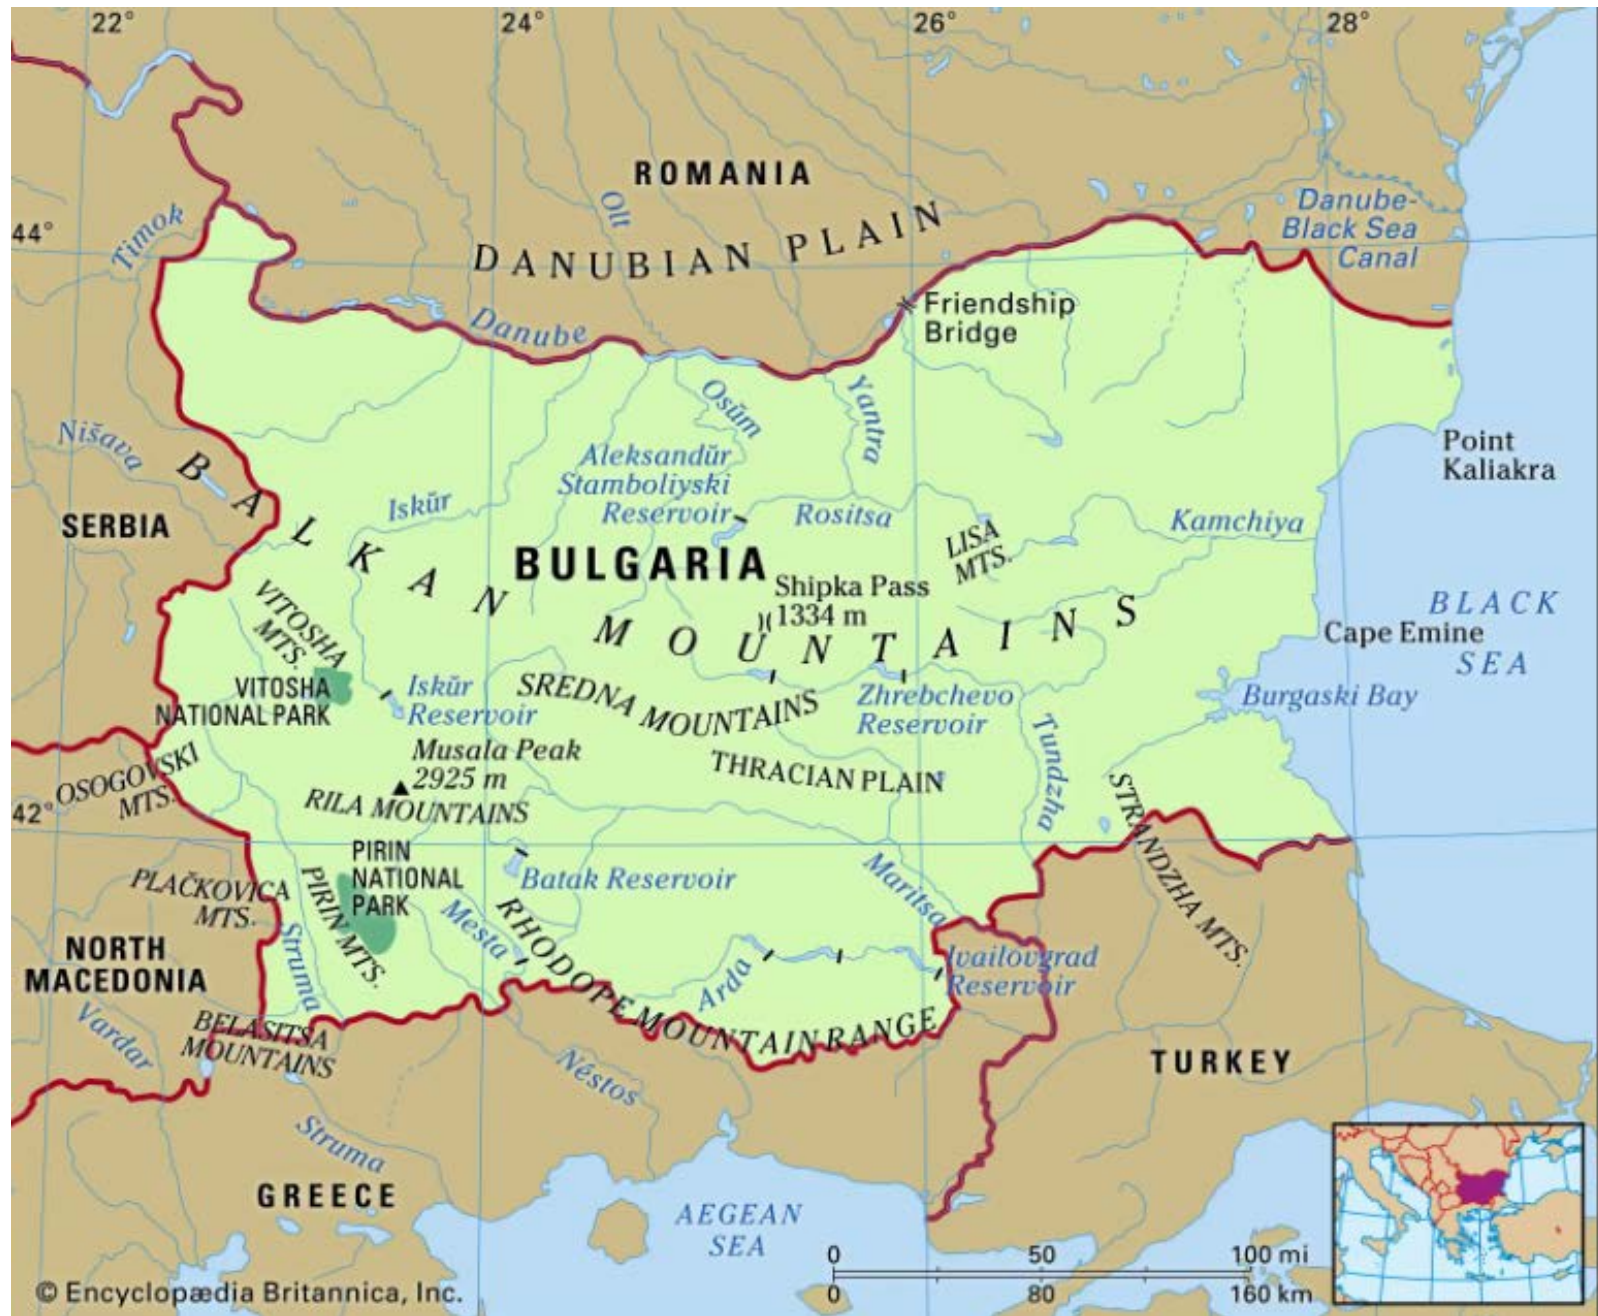 22°
24°
26°
28°
ROMANIA
Olt
Danube-
Black Sea
Canal
Timok
44°
DANUBIAN PLAIN
Danube
Friendship
Bridge
Osŭm
Yantra
Nišava
Point
Kaliakra
Aleksandŭr
Stamboliyski
Reservoir
BALKAN MOUNTAINS
Iskŭr
Rositsa
Kamchiya
SERBIA
LISA
MTS.
BULGARIA
Shipka Pass
1334 m
VITOSHA
MTS.
BLACK
SEA
Cape Emine
VITOSHA
NATIONAL PARK
Iskŭr
Reservoir
SREDNA MOUNTAINS
Zhrebchevo
Reservoir
Burgaski Bay
Tundzha
Musala Peak
2925 m
OSOGOVSKI
MTS.
THRACIAN PLAIN
STRANDZHA MTS.
42°
RILA MOUNTAINS
PIRIN
NATIONAL
PARK
Batak Reservoir
Maritsa
PLAČKOVICA
MTS.
PIRIN MTS.
Mesta
RHODOPE MOUNTAIN RANGE
Struma
NORTH
MACEDONIA
Arda
Ivailovgrad
Reservoir
Vardar
BELASITSA
MOUNTAINS
Néstos
TURKEY
Struma
GREECE
AEGEAN
SEA
0 50 100 mi
0 80 160 km
© Encyclopædia Britannica, Inc.